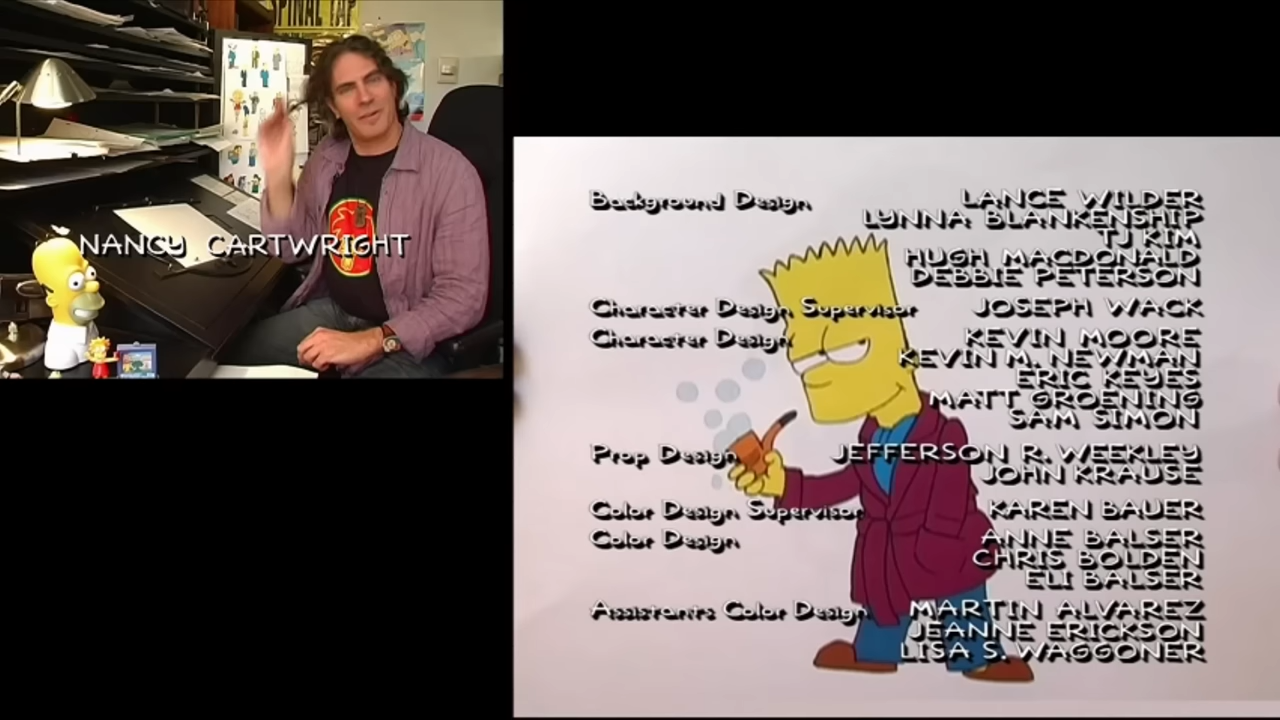 SPINAL TAP
NANCY CARTWRIGHT
Background Design LANCE WILDER
LYNNA BLANKENSHIP
TJ KIM
HUGH MACDONALD
DEBBIE PETERSON
Character Design Supervisor JOSEPH WACK
Character Design KEVIN MOORE
KEVIN M. NEWMAN
ERIC KEYES
MATT GROENING
SAM SIMON
Prop Design JEFFERSON R. WEEKLEY
JOHN KRAUSE
Color Design Supervisor KAREN BAUER
Color Design ANNE BALSER
CHRIS BOLDEN
ELI BALSER
Assistants Color Design MARTIN ALVAREZ
JEANNE ERICKSON
LISA S. WAGGONER